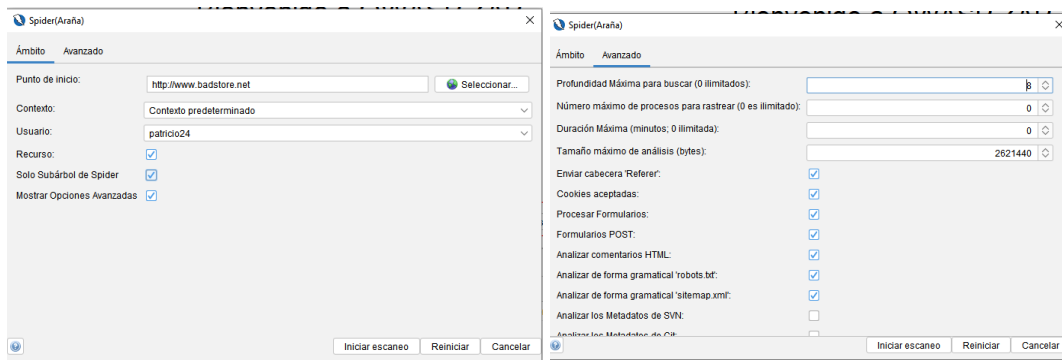 Spider(Araña)
Ámbito Avanzado
Punto de inicio: http://www.badstore.net Seleccionar...
Contexto: Contexto predeterminado
Usuario: patricio24
Recurso:
Solo Subárbol de Spider
Mostrar Opciones Avanzadas
Iniciar escaneo Reiniciar Cancelar
Spider(Araña)
Ámbito Avanzado
Profundidad Máxima para buscar (0 ilimitados): 8
Número máximo de procesos para rastrear (0 es ilimitado): 0
Duración Máxima (minutos; 0 ilimitada): 0
Tamaño máximo de análisis (bytes): 2621440
Enviar cabecera 'Referer':
Cookies aceptadas:
Procesar Formularios:
Formularios POST:
Analizar comentarios HTML:
Analizar de forma gramatical 'robots.txt':
Analizar de forma gramatical 'sitemap.xml':
Analizar los Metadatos de SVN:
Analizar los Metadatos de Git:
Iniciar escaneo Reiniciar Cancelar